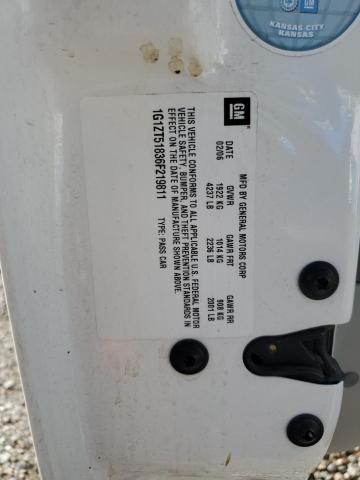 KANSAS CITY
KANSAS
GM
MFD BY GENERAL MOTORS CORP
DATE GVWR GAWR FRT GAWR RR
02/06 1922 KG 1014 KG 908 KG
4237 LB 2236 LB 2001 LB
THIS VEHICLE CONFORMS TO ALL APPLICABLE U.S. FEDERAL MOTOR
VEHICLE SAFETY, BUMPER, AND THEFT PREVENTION STANDARDS IN
EFFECT ON THE DATE OF MANUFACTURE SHOWN ABOVE.
1G1ZT51836F219811 TYPE: PASS CAR